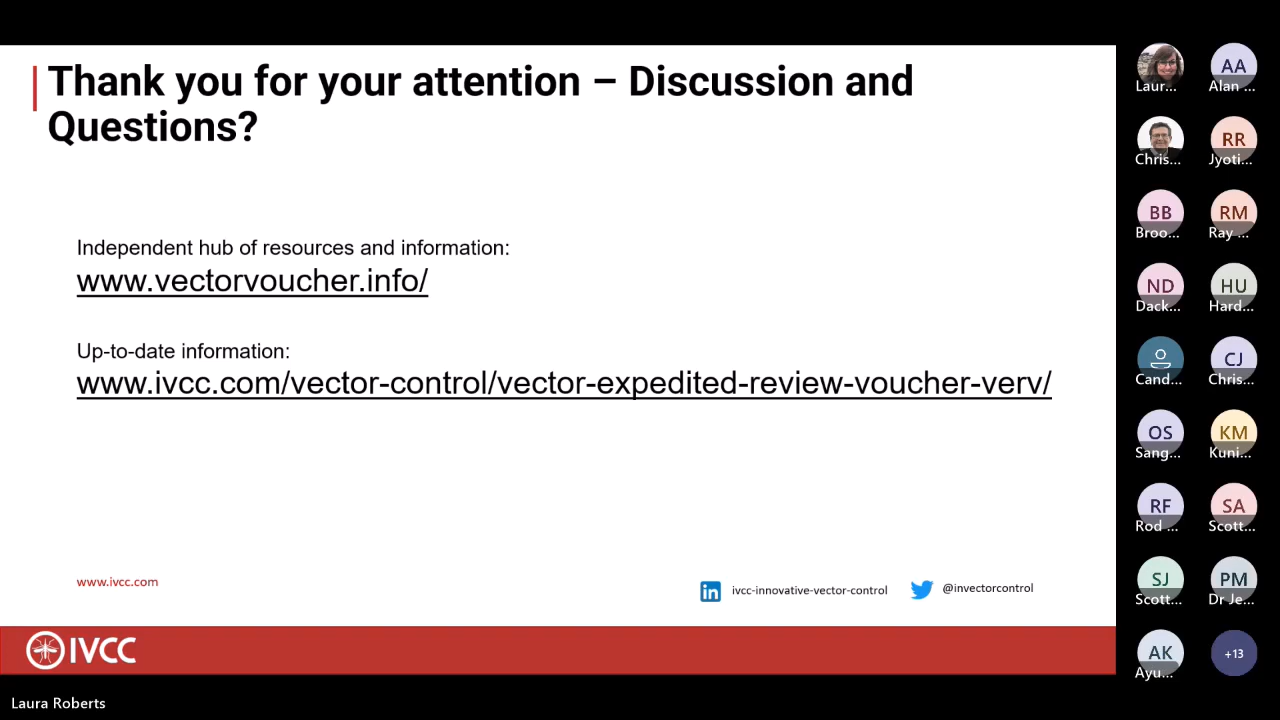 Thank you for your attention – Discussion and
Questions?
Independent hub of resources and information:
www.vectorvoucher.info/
Up-to-date information:
www.ivcc.com/vector-control/vector-expedited-review-voucher-verv/
www.ivcc.com
ivcc-innovative-vector-control
@invectorcontrol
IVCC
Laura Roberts
Laur...
AA
Alan ...
Chris...
RR
Jyoti...
BB
Broo...
RM
Ray ...
ND
Dack...
HU
Hard...
Cand...
CJ
Chris...
OS
Sang...
KM
Kuni...
RF
Rod ...
SA
Scott...
SJ
Scott...
PM
Dr Je...
AK
Ayu...
+13